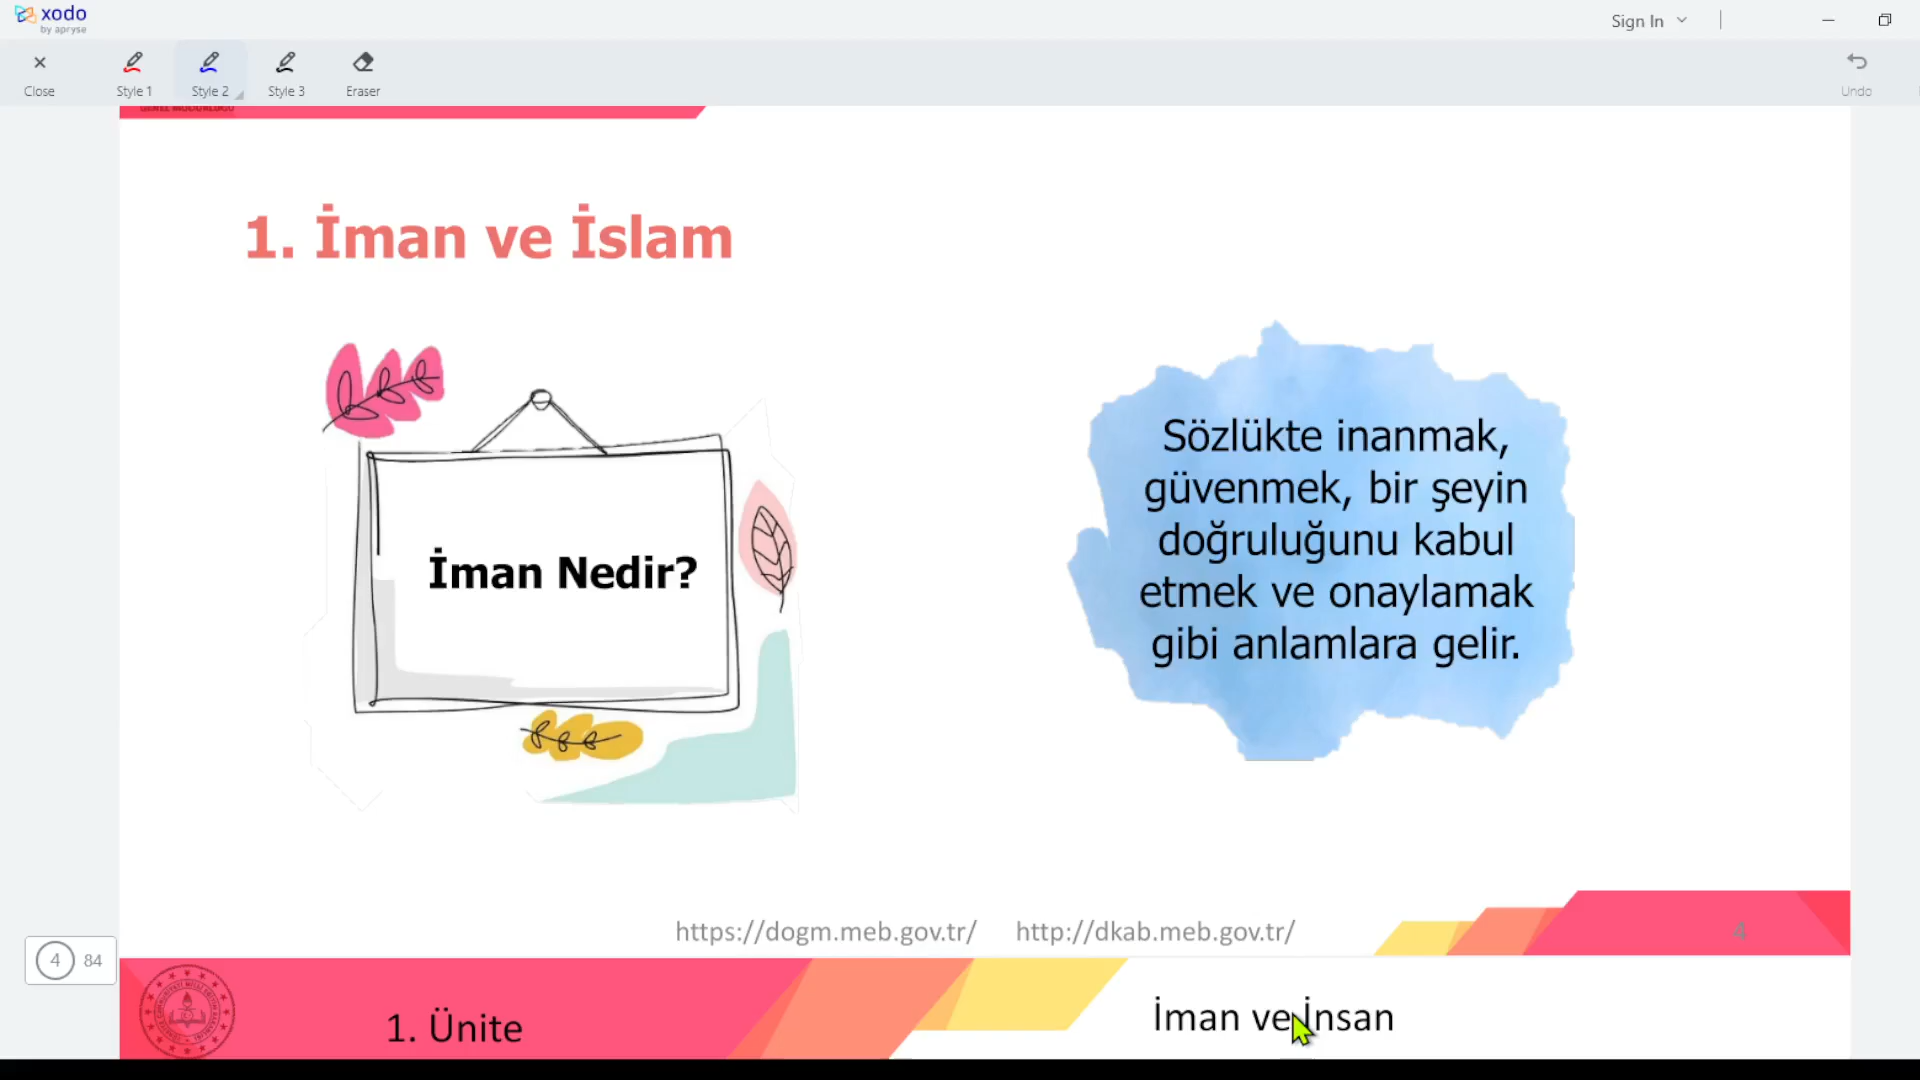 xodo
by apryse
Sign In
Close
Style 1
Style 2
Style 3
Eraser
Undo
GENEL MÜDÜRLÜĞÜ
1. İman ve İslam
İman Nedir?
Sözlükte inanmak,
güvenmek, bir şeyin
doğruluğunu kabul
etmek ve onaylamak
gibi anlamlara gelir.
https://dogm.meb.gov.tr/ http://dkab.meb.gov.tr/
4
4 84
1. Ünite
İman ve İnsan